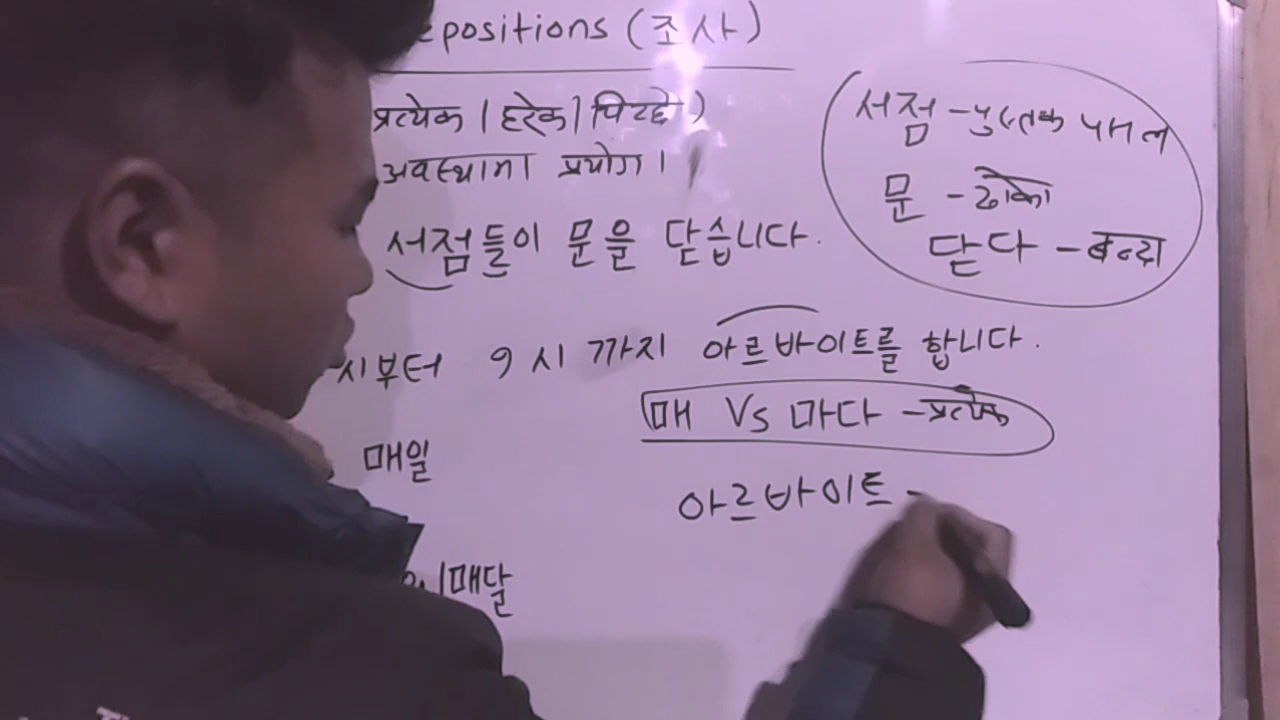 epositions (조사)
प्रत्येक । हरेक । पिच्छे)
अवस्थामा प्रयोग ।
서점들이 문을 닫습니다.
시부터 9시 까지 아르바이트를 합니다.
매 Vs 마다 - प्रत्येक
매일
아르바이트 -
매달
서점 - पुस्तक पसल
문 - ढोका
닫다 - बन्दा